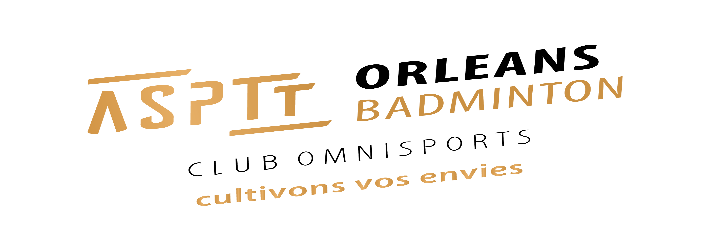 ASPTT
ORLEANS
BADMINTON
CLUB OMNISPORTS
cultivons vos envies